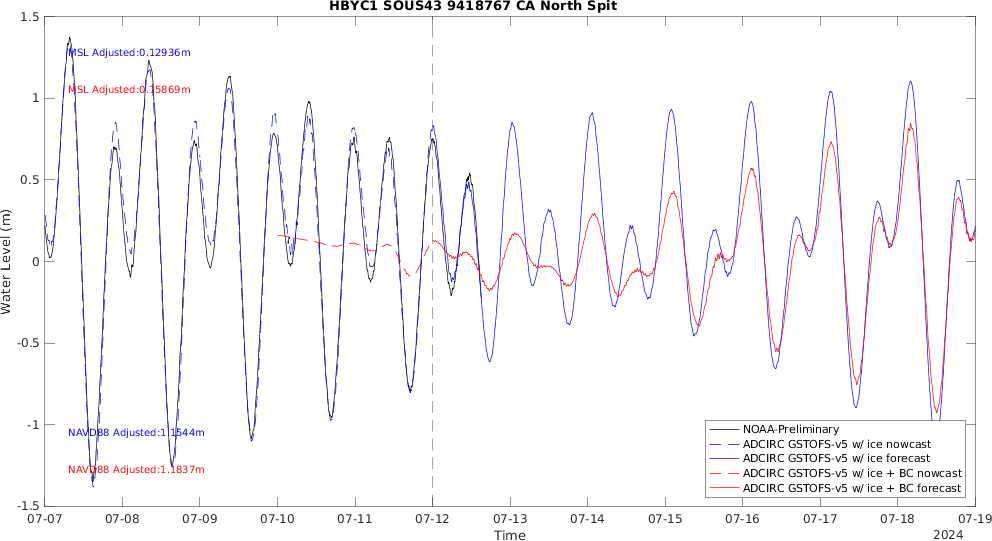 HBYC1 SOUS43 9418767 CA North Spit
1.5
1
0.5
0
-0.5
-1
-1.5
Water Level (m)
MSL Adjusted:0.12936m
MSL Adjusted:0.15869m
NAVD88 Adjusted:1.1544m
NAVD88 Adjusted:1.1837m
NOAA-Preliminary
ADCIRC GSTOFS-v5 w/ ice nowcast
ADCIRC GSTOFS-v5 w/ ice forecast
ADCIRC GSTOFS-v5 w/ ice + BC nowcast
ADCIRC GSTOFS-v5 w/ ice + BC forecast
07-07 07-08 07-09 07-10 07-11 07-12 07-13 07-14 07-15 07-16 07-17 07-18 07-19
Time
2024